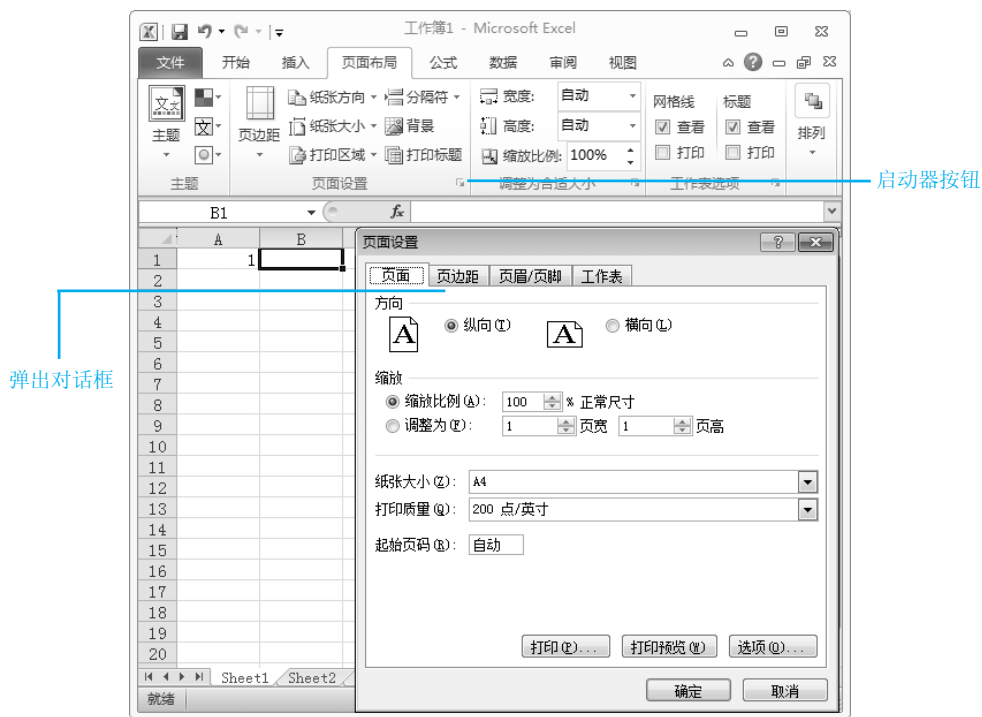 工作簿1 - Microsoft Excel
文件 开始 插入 页面布局 公式 数据 审阅 视图
文文 主题 文 页边距 纸张方向 分隔符 宽度: 自动 网格线 标题
纸张大小 背景 高度: 自动 查看 查看 排列
打印区域 打印标题 缩放比例: 100% 打印 打印
主题 页面设置 调整为合适大小 工作表选项
启动器按钮
B1 fx
A B
1 1
2
3
4
5
6
7
8
9
10
11
12
13
14
15
16
17
18
19
20
弹出对话框
页面设置
页面 页边距 页眉/页脚 工作表
方向
A 纵向(T) A 横向(L)
缩放
缩放比例(A): 100 % 正常尺寸
调整为(F): 1 页宽 1 页高
纸张大小(Z): A4
打印质量(Q): 200 点/英寸
起始页码(R): 自动
打印(P)... 打印预览(W) 选项(O)...
确定 取消
Sheet1 Sheet2
就绪